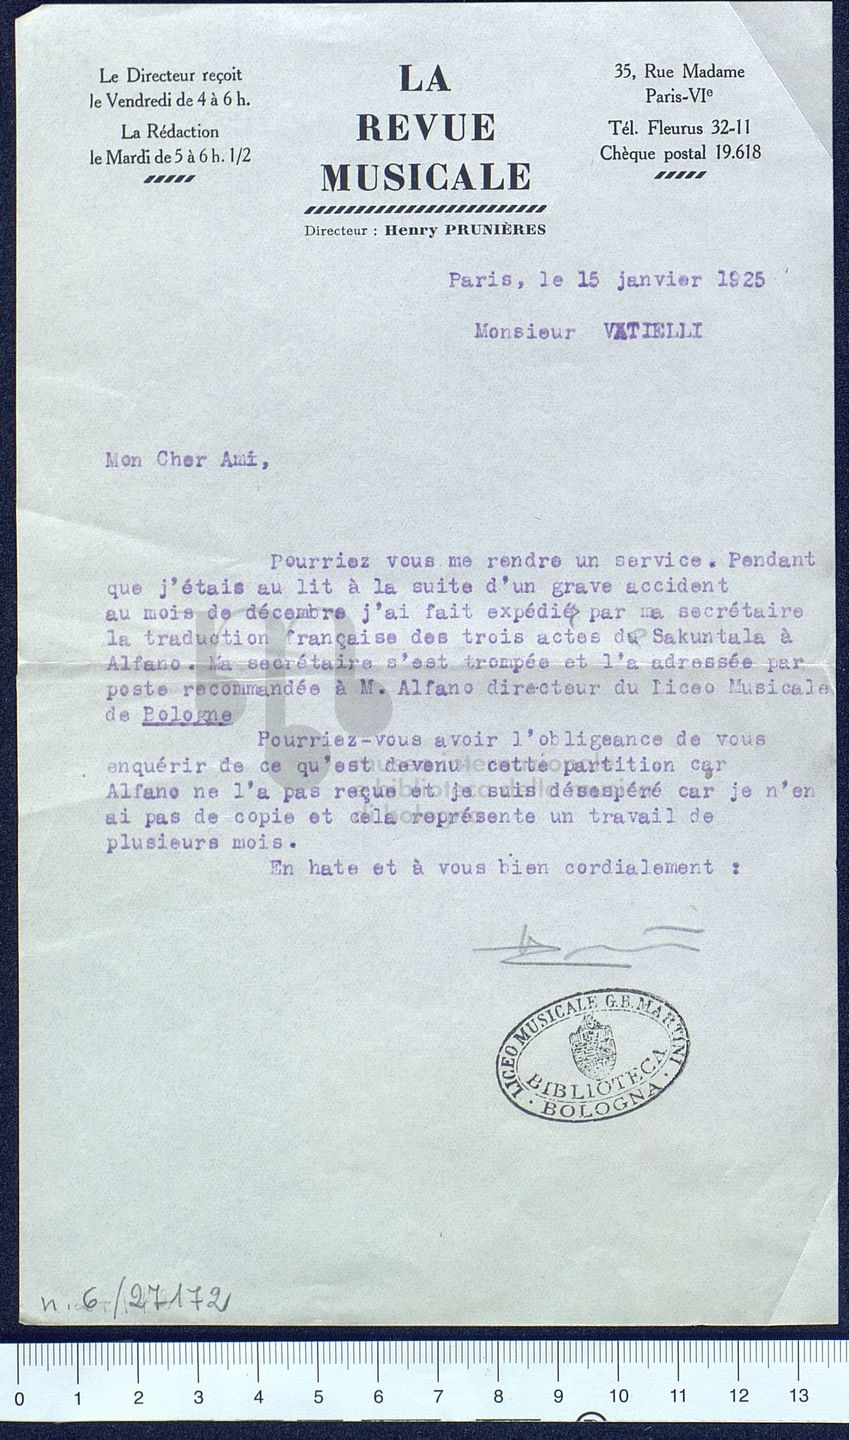 Le Directeur reçoit
le Vendredi de 4 à 6 h.
La Rédaction
le Mardi de 5 à 6 h. 1/2
LA
REVUE
MUSICALE
Directeur : Henry PRUNIÈRES
35, Rue Madame
Paris-VIe
Tél. Fleurus 32-11
Chèque postal 19.618
Paris, le 15 janvier 1925
Monsieur VATIELLI
Mon Cher Ami,
Pourriez vous me rendre un service. Pendant
que j'étais au lit à la suite d'un grave accident
au mois de décembre j'ai fait expédié par ma secrétaire
la traduction française des trois actes de Sakuntala à
Alfano. Ma secrétaire s'est trompée et l'a adressée par
poste recommandée à M. Alfano directeur du Liceo Musicale
de Bologne
Pourriez-vous avoir l'obligeance de vous
enquérir de ce qu'est devenu cette partition car
Alfano ne l'a pas reçue et je suis désespéré car je n'en
ai pas de copie et cela représente un travail de
plusieurs mois.
En hate et à vous bien cordialement :
LICEO MUSICALE G.B. MARTINI
BIBLIOTECA
BOLOGNA
n. 6/27172
0 1 2 3 4 5 6 7 8 9 10 11 12 13